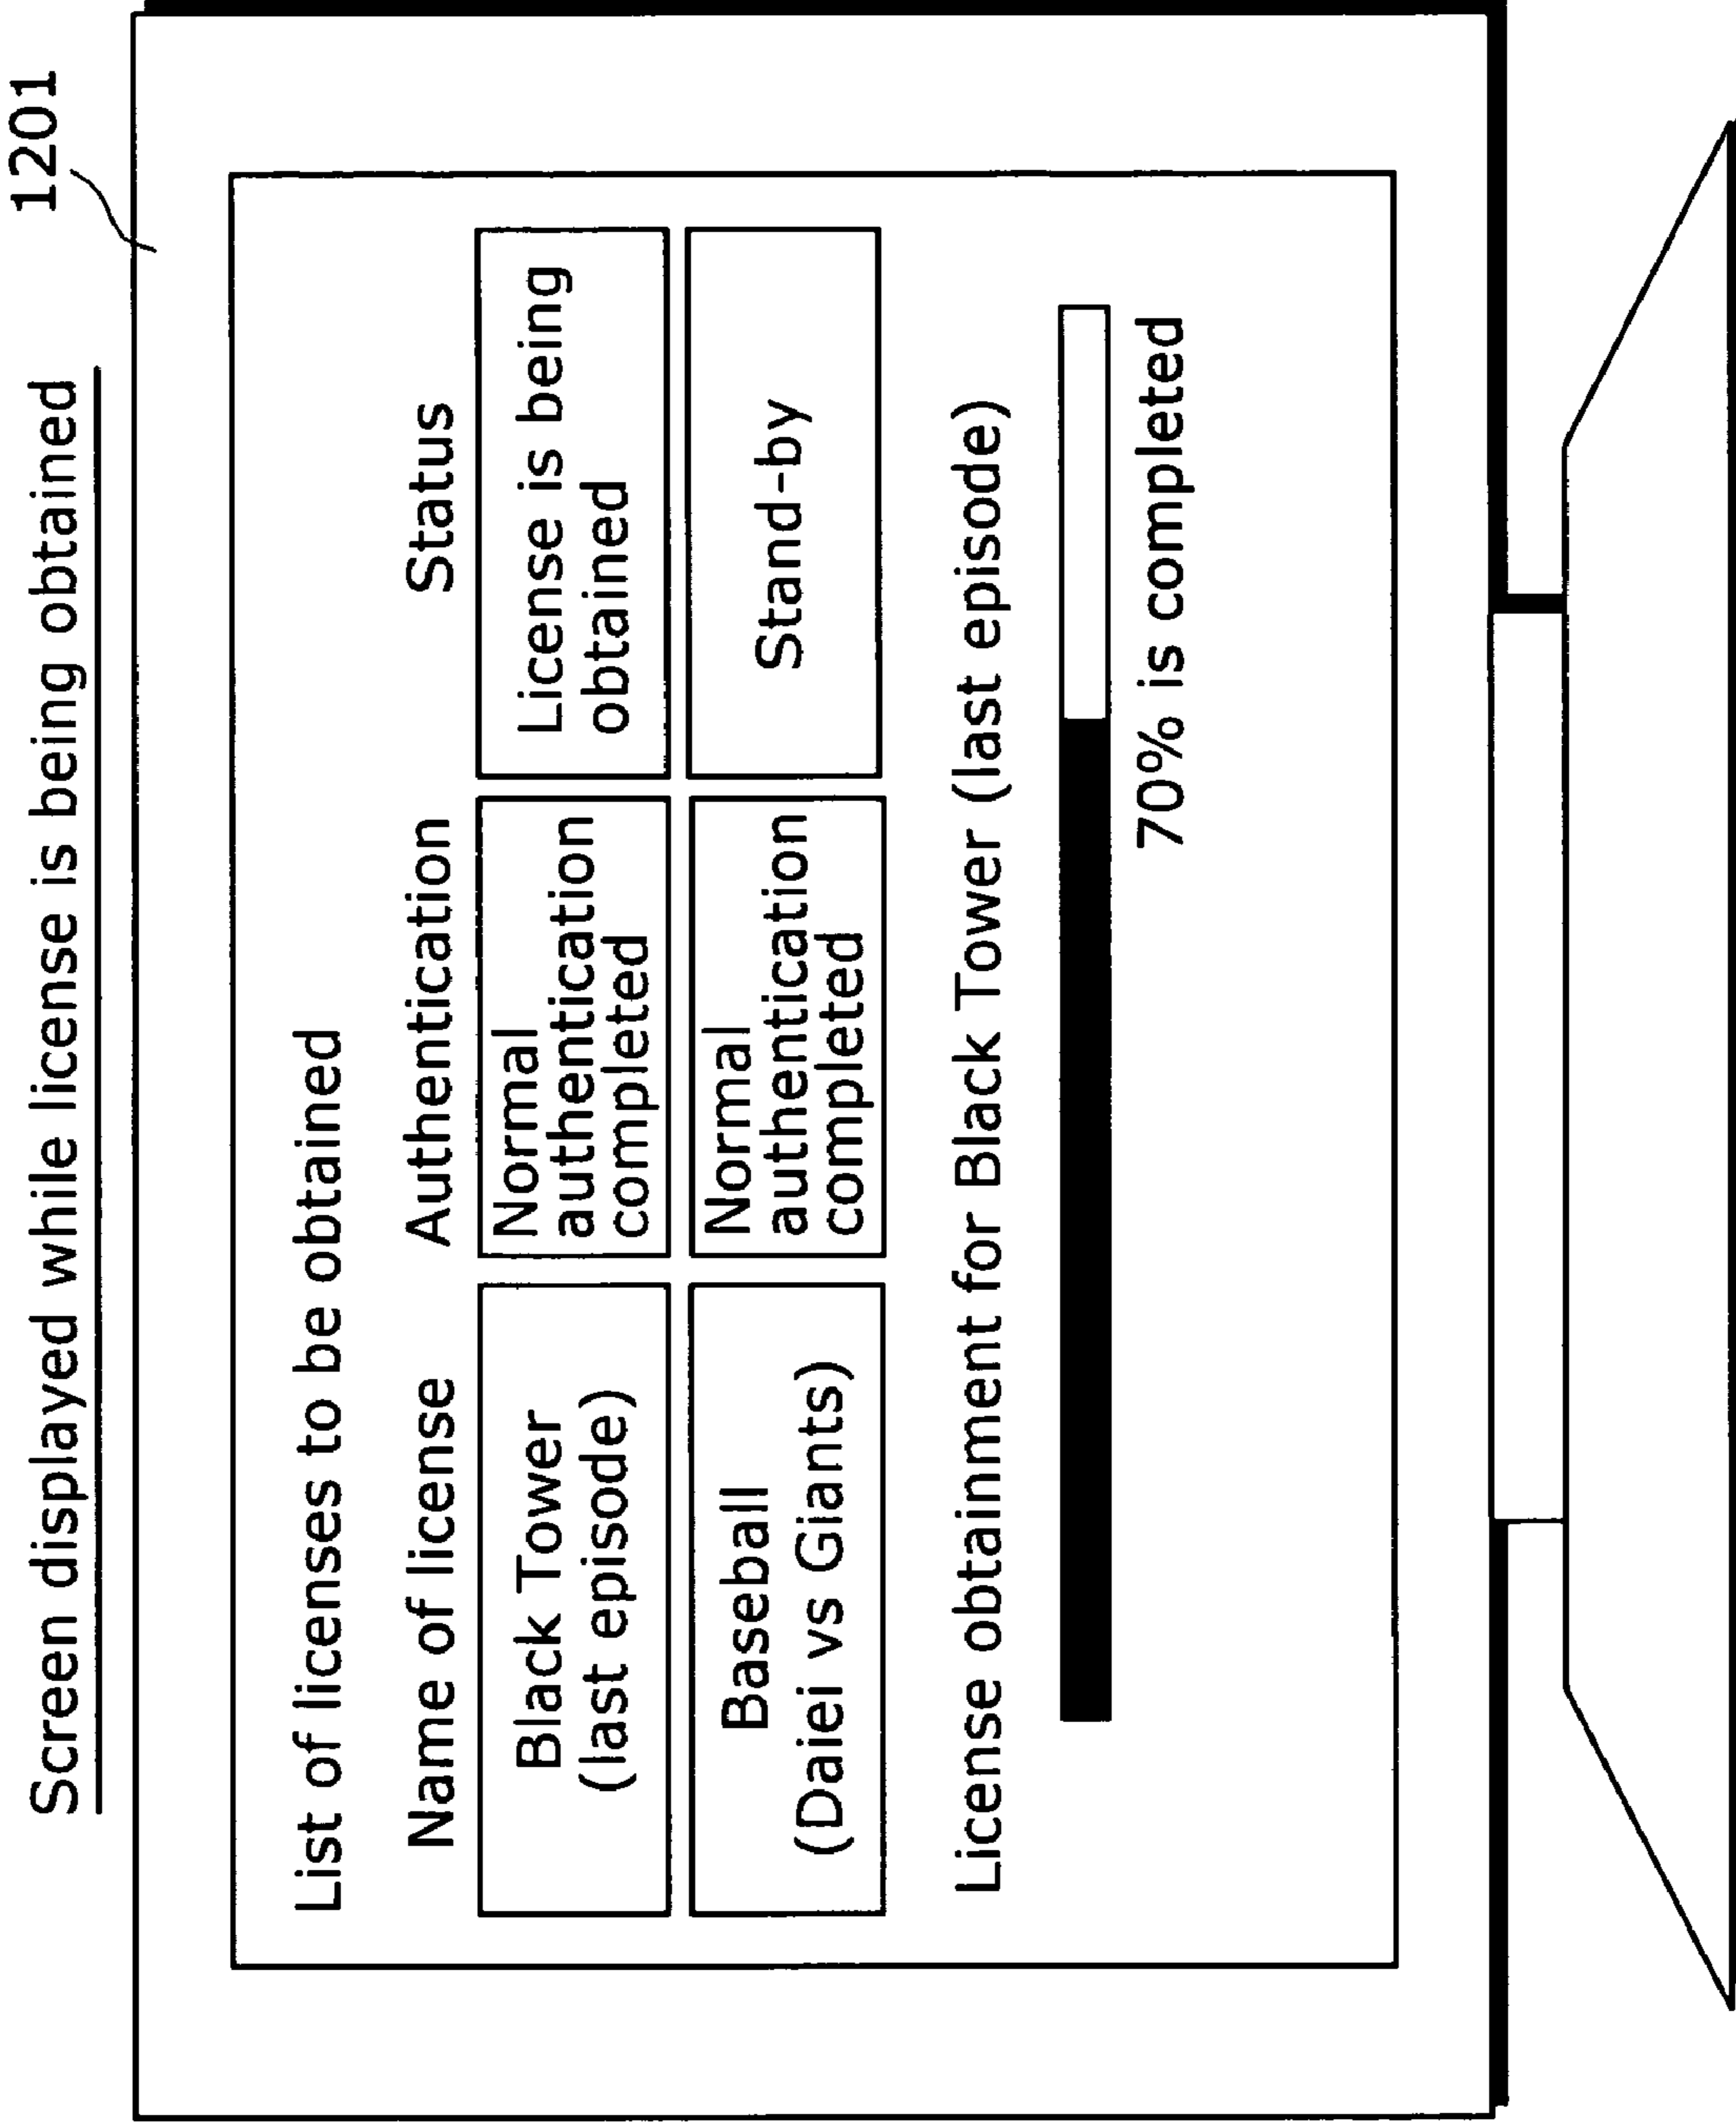 Screen displayed while license is being obtained
1201
List of licenses to be obtained
Name of license Authentication Status
Black Tower
(last episode)
Normal
authentication
completed
License is being
obtained
Baseball
(Daiei vs Giants)
Normal
authentication
completed
Stand-by
License obtainment for Black Tower (last episode)
70% is completed